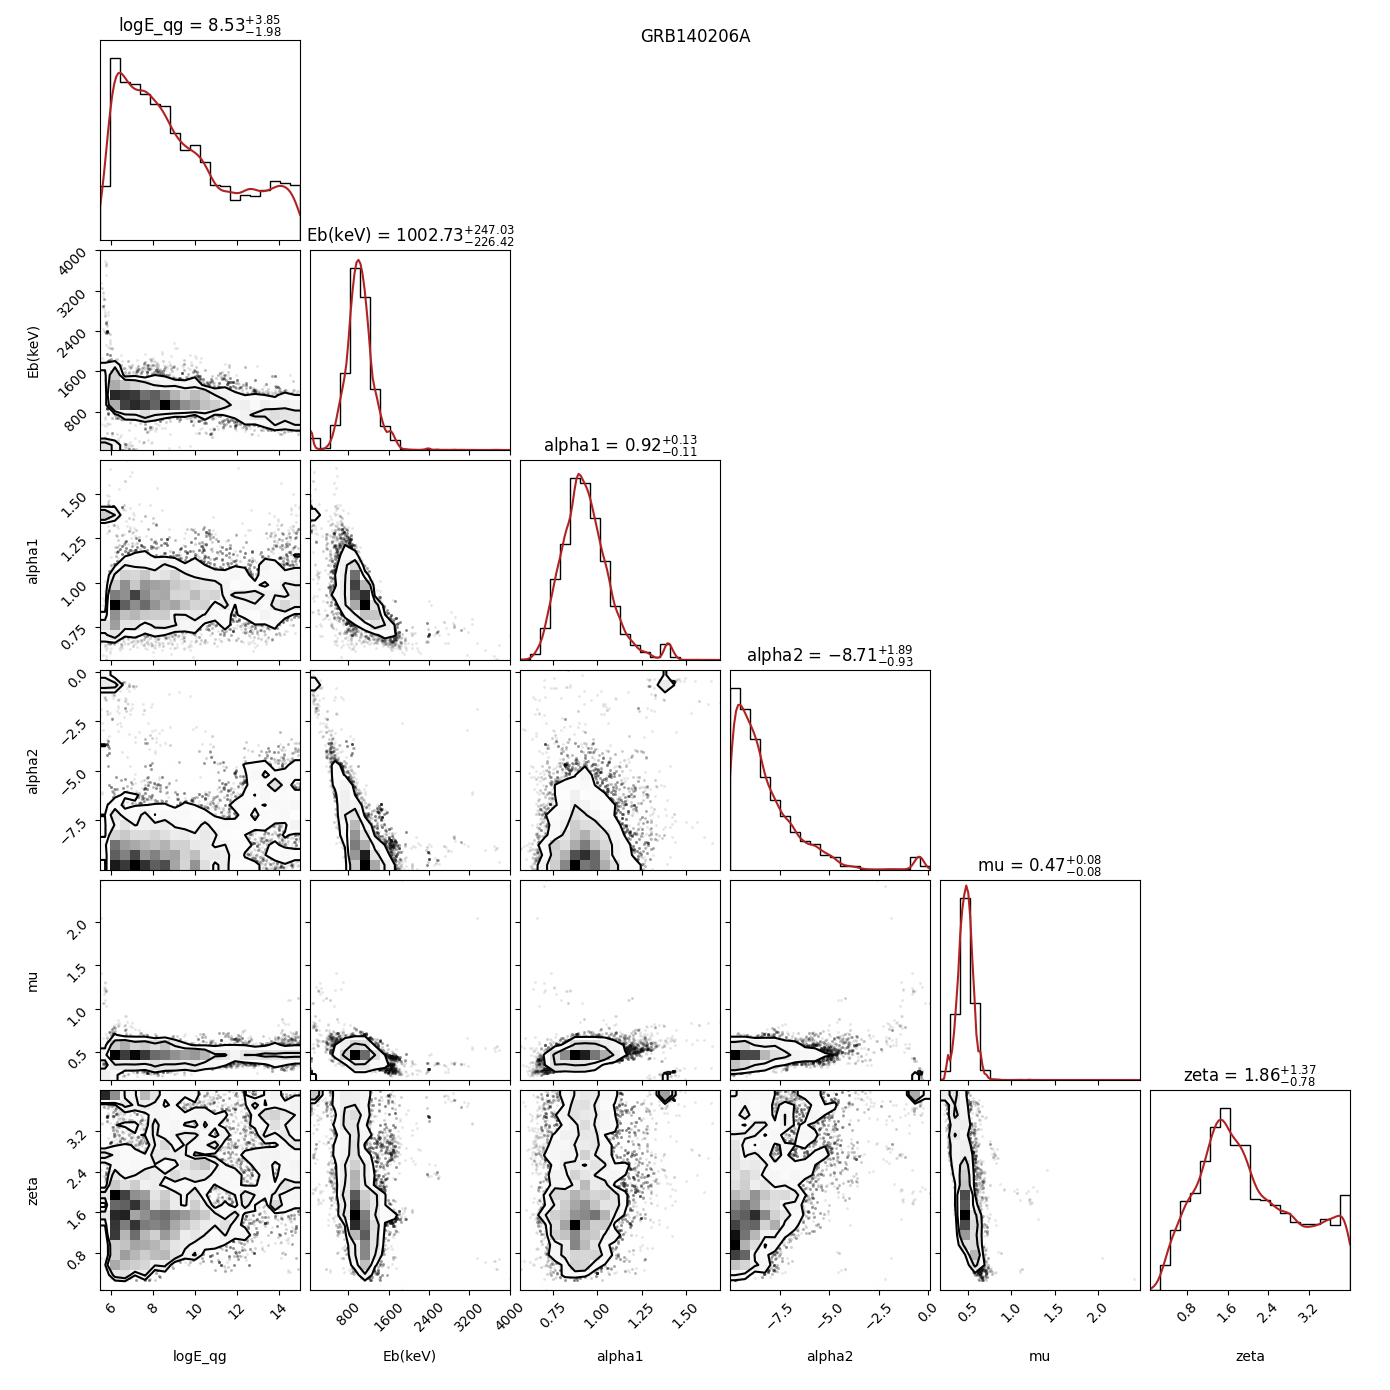 logE_qg = 8.53+3.85−1.98
GRB140206A
Eb(keV) = 1002.73+247.03−226.42
4000
3200
2400
1600
800
Eb(keV)
alpha1 = 0.92+0.13−0.11
1.50
1.25
1.00
0.75
alpha1
alpha2 = −8.71+1.89−0.93
0.0
−2.5
−5.0
−7.5
alpha2
mu = 0.47+0.08−0.08
2.0
1.5
1.0
0.5
mu
zeta = 1.86+1.37−0.78
3.2
2.4
1.6
0.8
zeta
6 8 10 12 14
800 1600 2400 3200 4000
0.75 1.00 1.25 1.50
−7.5 −5.0 −2.5 0.0
0.5 1.0 1.5 2.0
0.8 1.6 2.4 3.2
logE_qg
Eb(keV)
alpha1
alpha2
mu
zeta